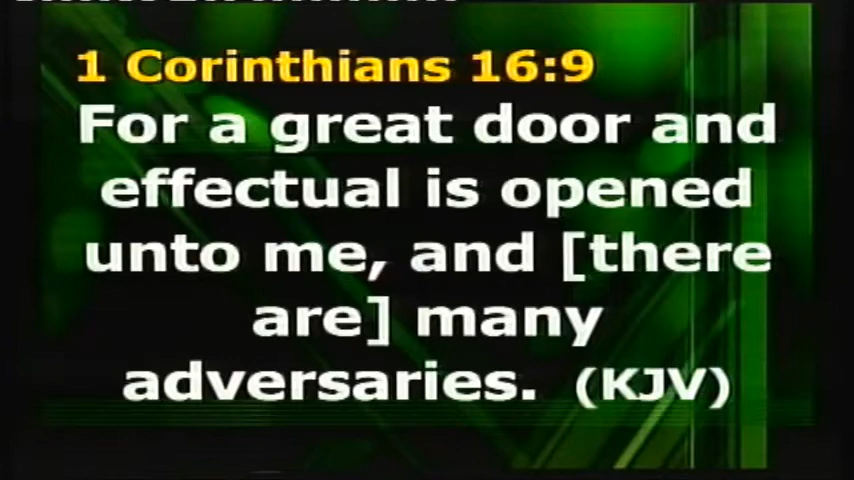 1 Corinthians 16:9
For a great door and
effectual is opened
unto me, and [there
are] many
adversaries. (KJV)